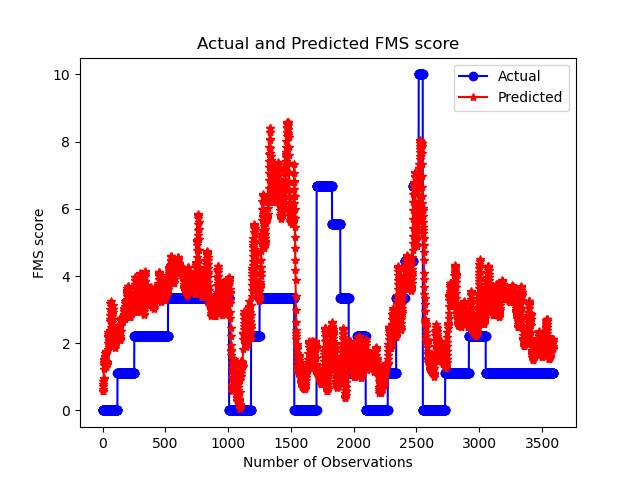 Actual and Predicted FMS score
Actual
Predicted
FMS score
10
8
6
4
2
0
0 500 1000 1500 2000 2500 3000 3500
Number of Observations